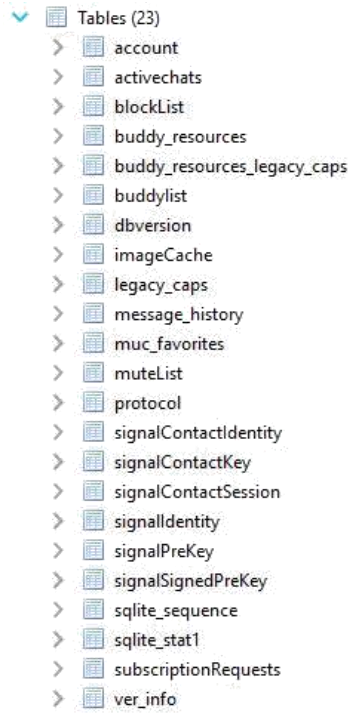 Tables (23)
account
activechats
blockList
buddy_resources
buddy_resources_legacy_caps
buddylist
dbversion
imageCache
legacy_caps
message_history
muc_favorites
muteList
protocol
signalContactIdentity
signalContactKey
signalContactSession
signalIdentity
signalPreKey
signalSignedPreKey
sqlite_sequence
sqlite_stat1
subscriptionRequests
ver_info